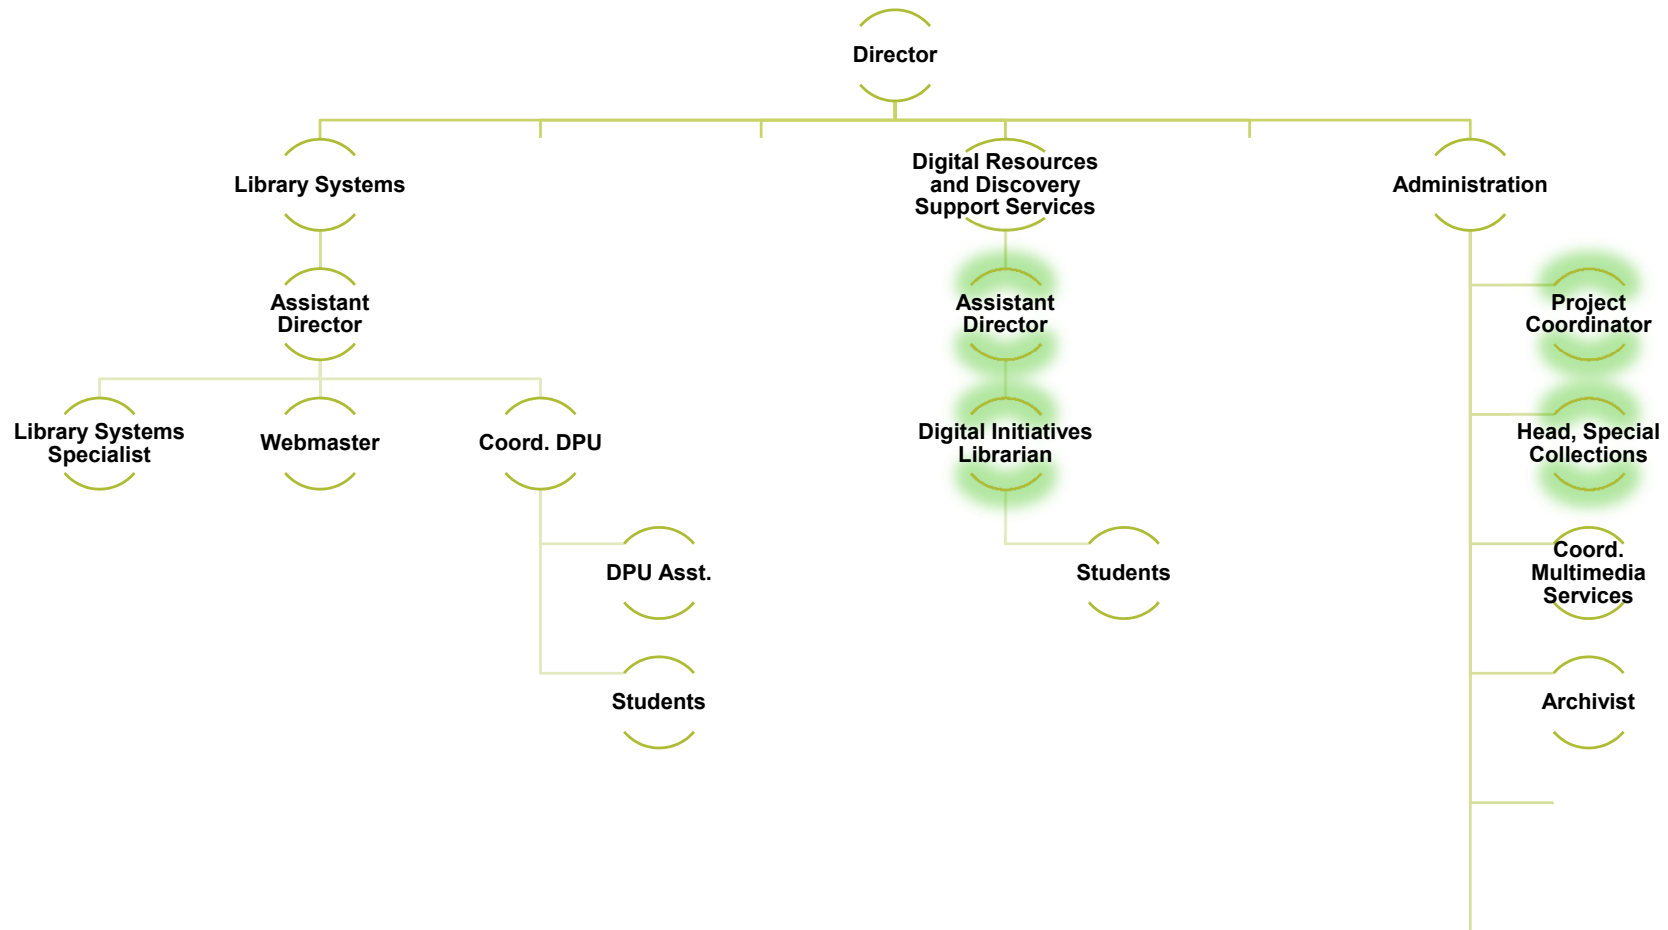 Director
Library Systems
Digital Resources
and Discovery
Support Services
Administration
Assistant
Director
Assistant
Director
Project
Coordinator
Library Systems
Specialist
Webmaster
Coord. DPU
Digital Initiatives
Librarian
Head, Special
Collections
DPU Asst.
Students
Coord.
Multimedia
Services
Students
Archivist